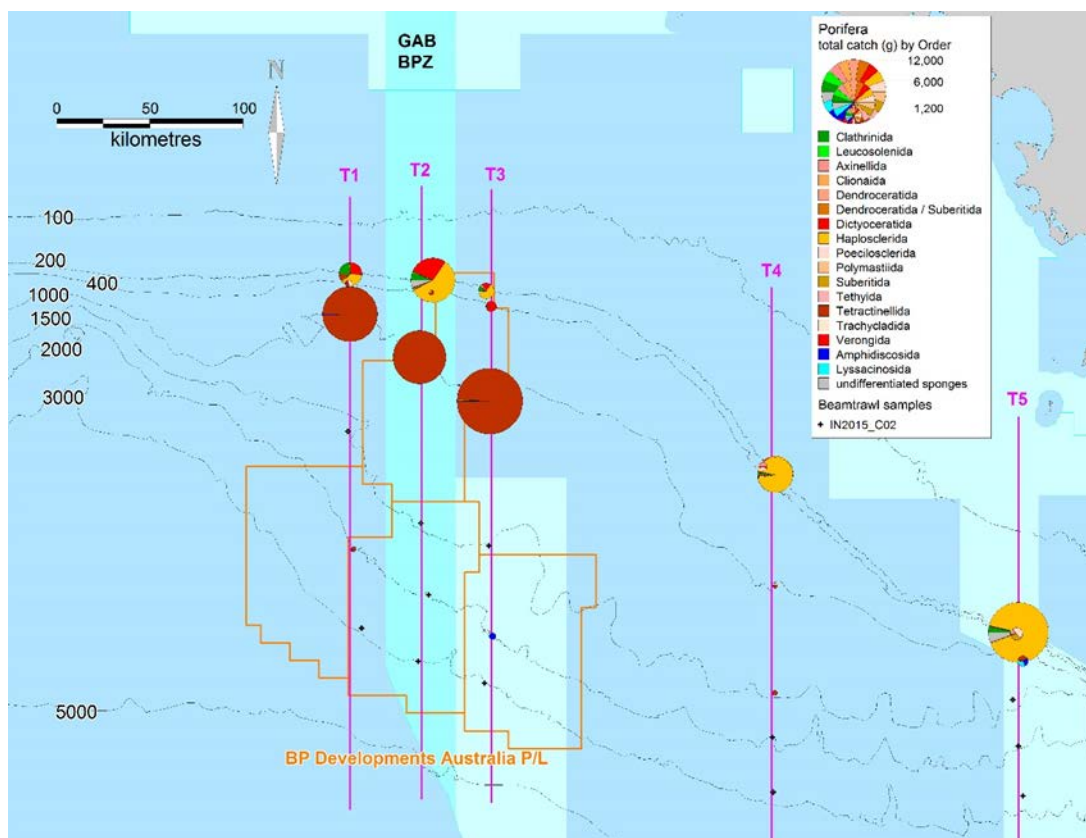 GAB
BPZ
N
0 50 100
kilometres
T1
T2
T3
T4
T5
100
200
400
1000
1500
2000
3000
5000
BP Developments Australia P/L
Porifera
total catch (g) by Order
12,000
6,000
1,200
Clathrinida
Leucosolenida
Axinellida
Clionaida
Dendroceratida
Dendroceratida / Suberitida
Dictyoceratida
Haplosclerida
Poecilosclerida
Polymastiida
Suberitida
Tethyida
Tetractinellida
Trachycladida
Verongida
Amphidiscosida
Lyssacinosida
undifferentiated sponges
Beamtrawl samples
IN2015_C02